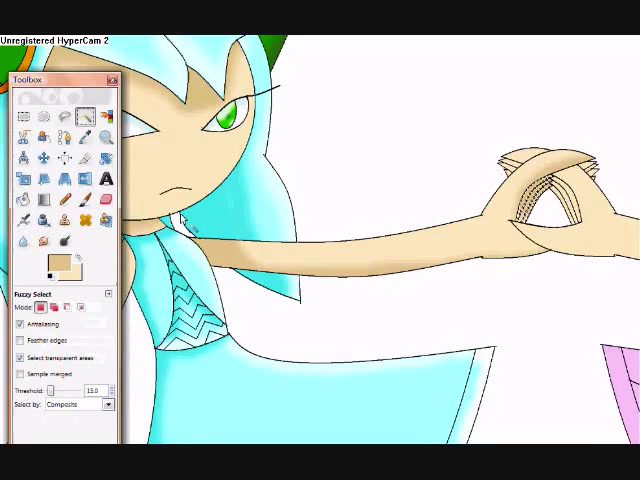 Unregistered HyperCam 2
Toolbox
Fuzzy Select
Mode:
Antialiasing
Feather edges
Select transparent areas
Sample merged
Threshold: 15.0
Select by: Composite